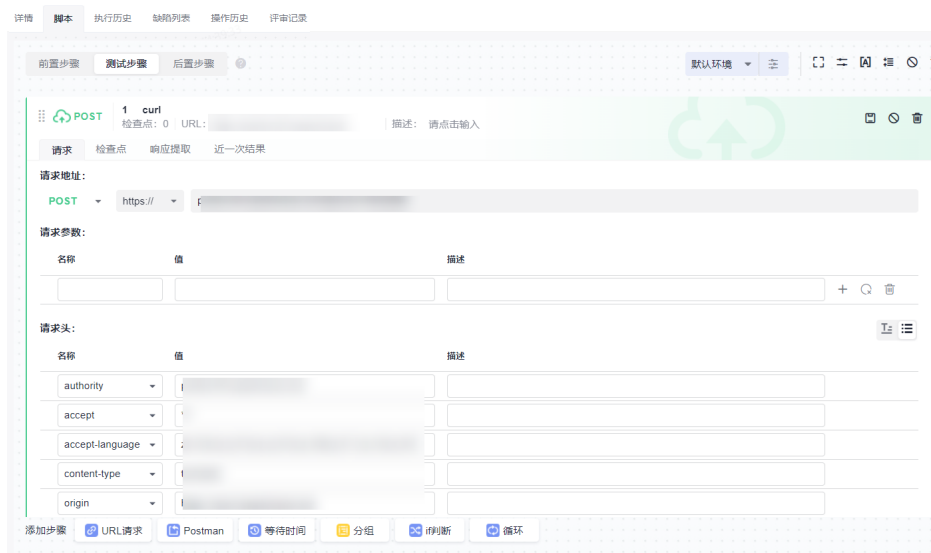 详情 脚本 执行历史 缺陷列表 操作历史 评审记录
前置步骤 测试步骤 后置步骤 默认环境
POST 1 curl
检查点: 0 URL: 描述: 请点击输入
请求 检查点 响应提取 近一次结果
请求地址:
POST https://
请求参数:
名称 值 描述
请求头:
名称 值 描述
authority
accept
accept-language
content-type
origin
添加步骤 URL请求 Postman 等待时间 分组 if判断 循环